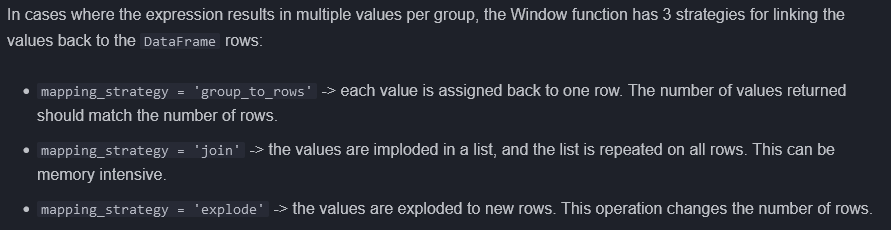 In cases where the expression results in multiple values per group, the Window function has 3 strategies for linking the
values back to the DataFrame rows:
• mapping_strategy = 'group_to_rows' -> each value is assigned back to one row. The number of values returned
should match the number of rows.
• mapping_strategy = 'join' -> the values are imploded in a list, and the list is repeated on all rows. This can be
memory intensive.
• mapping_strategy = 'explode' -> the values are exploded to new rows. This operation changes the number of rows.